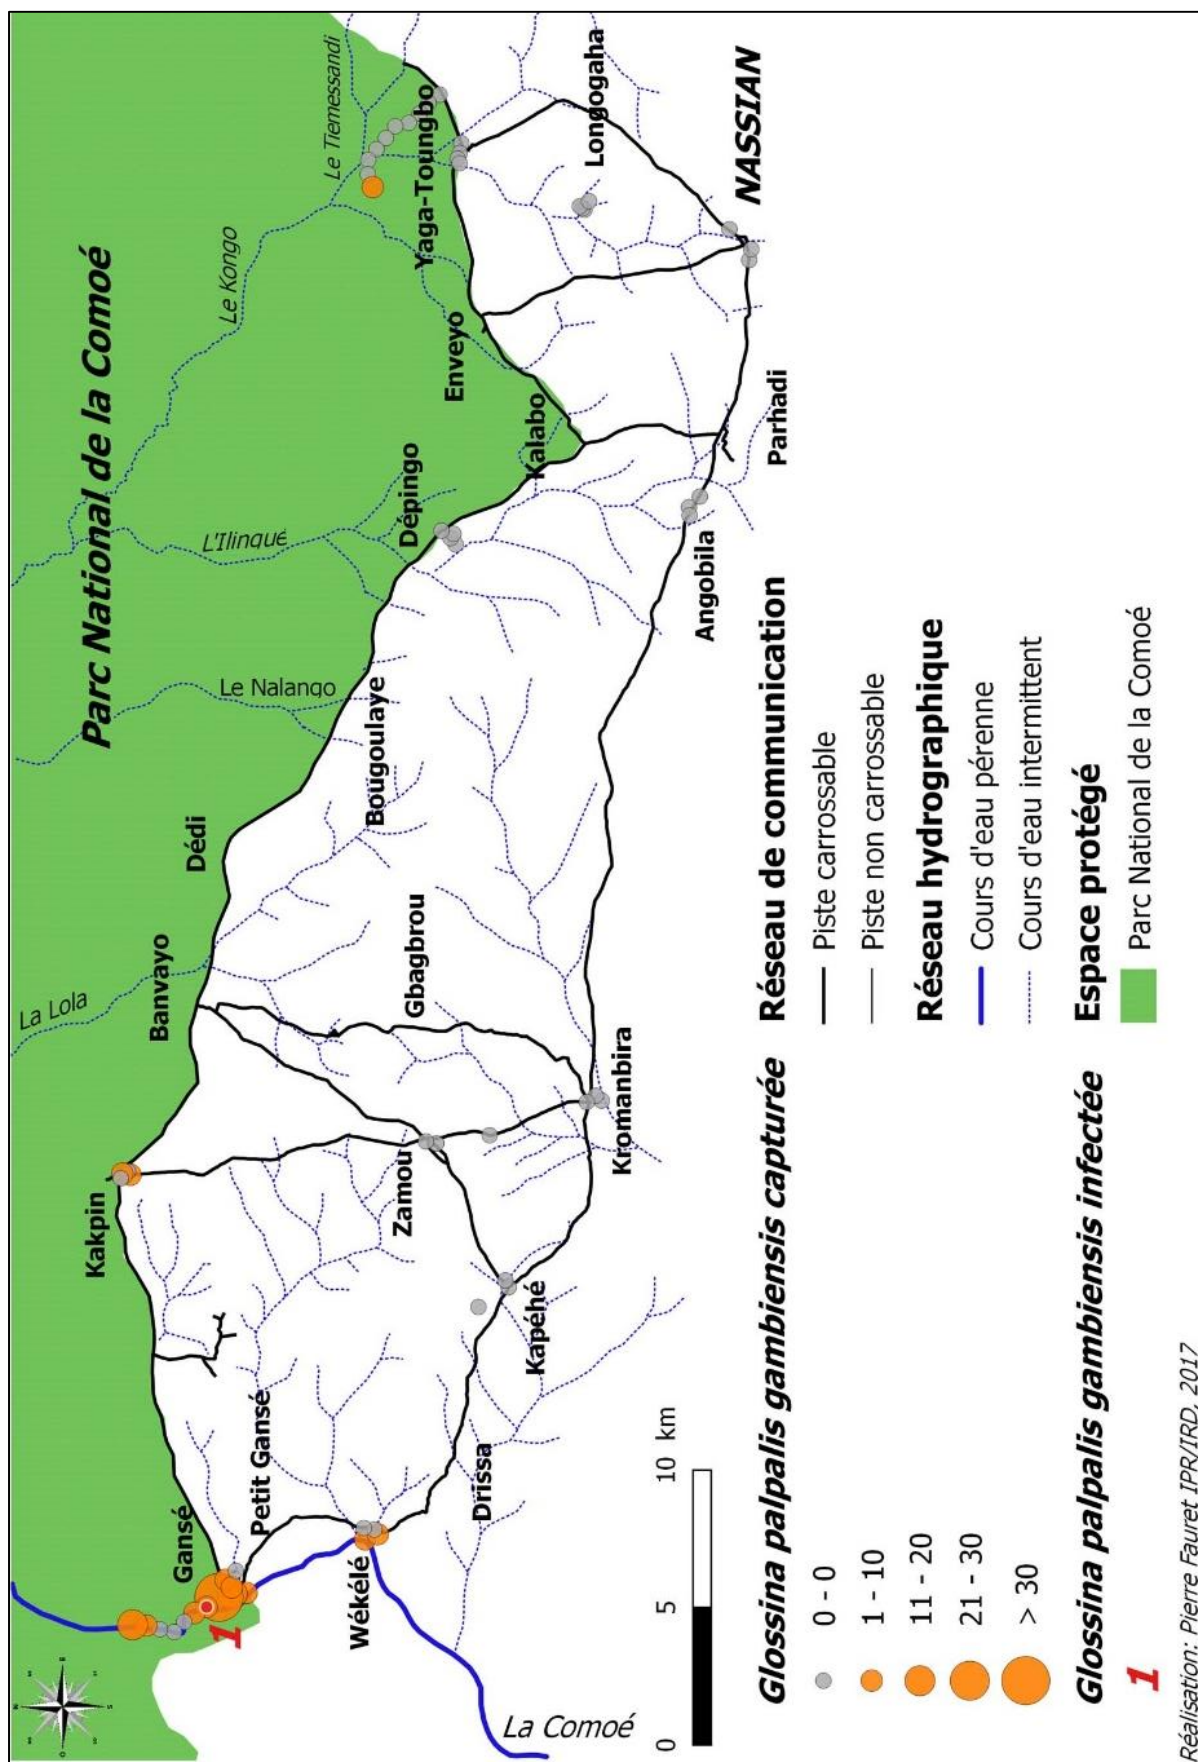 Parc National de la Comoé
Le Tiemessandi
Le Kongo
L'Ilinqué
Le Nalango
La Lola
Yaga-Toungbo
Longogaha
NASSIAN
Enveyo
Kalabo
Parhadi
Dépingo
Angobila
Bougoulaye
Dédi
Banvayo
Gbagbrou
Kromanbira
Kakpin
Zamou
Kapéhé
Petit Gansé
Gansé
1
Drissa
Wékélé
La Comoé
0 5 10 km
Glossina palpalis gambiensis capturée
0 - 0
1 - 10
11 - 20
21 - 30
> 30
Glossina palpalis gambiensis infectée
1
Réseau de communication
Piste carrossable
Piste non carrossable
Réseau hydrographique
Cours d'eau pérenne
Cours d'eau intermittent
Espace protégé
Parc National de la Comoé
Réalisation: Pierre Fauret IPR/IRD, 2017